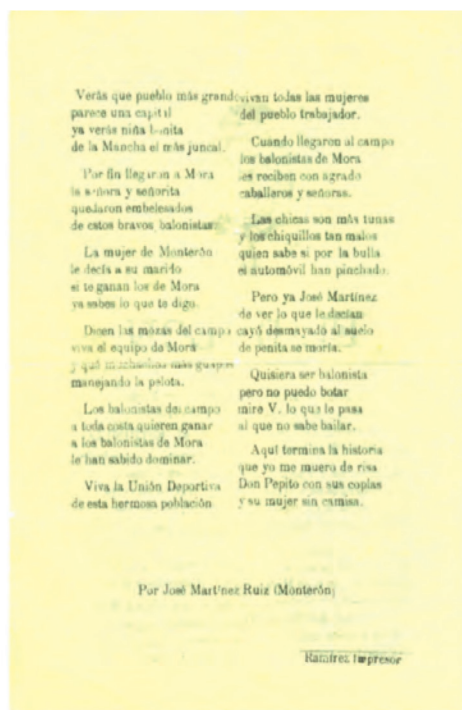 Verás que pueblo más grande
parece una capital
ya verás niña bonita
de la Mancha el más juncal.
Por fin llegaron a Mora
la señora y señorita
quedaron embelesados
de estos bravos balonistas.
La mujer de Monterón
le decía a su marido
si te ganan los de Mora
ya sabes lo que te digo.
Dicen las mozas del campo
viva el equipo de Mora
y qué muchachos más guapos
manejando la pelota.
Los balonistas del campo
a toda costa quieren ganar
a los balonistas de Mora
le han sabido dominar.
Viva la Unión Deportiva
de esta hermosa población
vivan todas las mujeres
del pueblo trabajador.
Cuando llegaron al campo
los balonistas de Mora
les reciben con agrado
caballeros y señoras.
Las chicas son más tunas
y los chiquillos tan malos
quien sabe si por la bulla
el automóvil han pinchado.
Pero ya José Martínez
de ver lo que le decían
cayó desmayado al suelo
de penita se moría.
Quisiera ser balonista
pero no puedo botar
mire V. lo que le pasa
al que no sabe bailar.
Aquí termina la historia
que yo me muero de risa
Don Pepito con sus coplas
y su mujer sin camisa.
Por José Martínez Ruiz (Monterón)
Ramírez Impresor